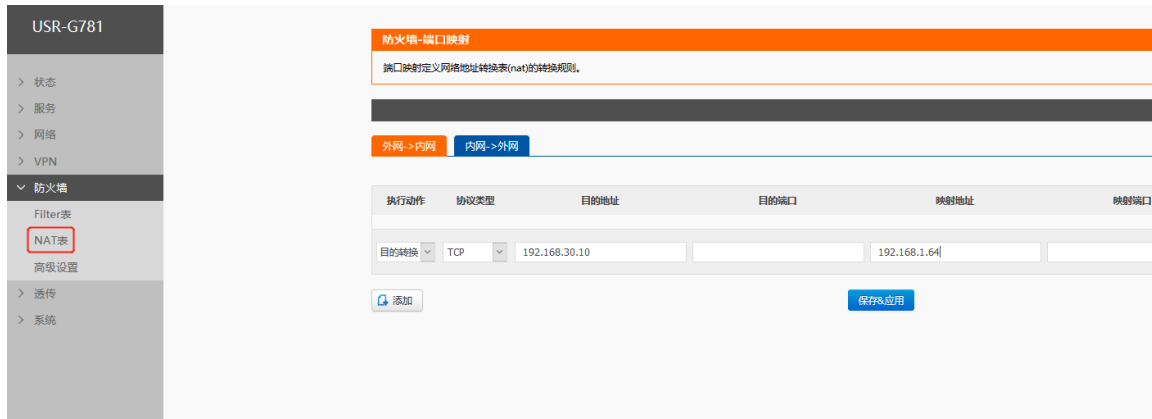 USR-G781
状态
服务
网络
VPN
防火墙
Filter表
NAT表
高级设置
透传
系统
防火墙-端口映射
端口映射定义网络地址转换表(nat)的转换规则。
外网->内网 内网->外网
执行动作 协议类型 目的地址 目的端口 映射地址 映射端口
目的转换 TCP 192.168.30.10 192.168.1.64
添加 保存&应用